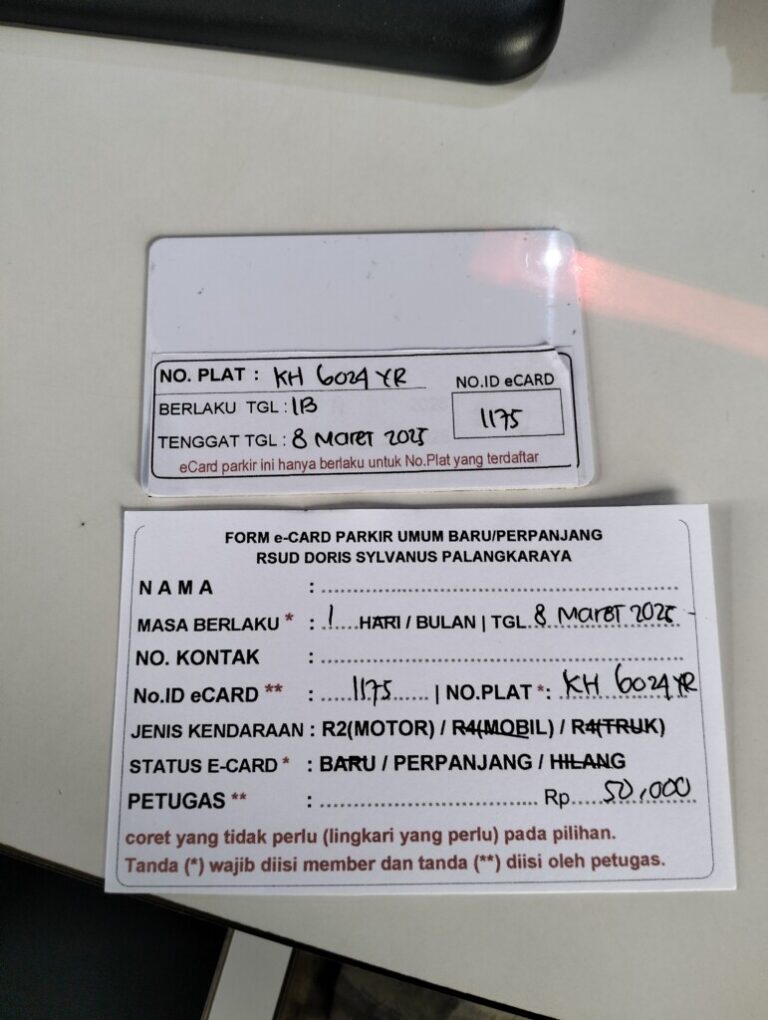 NO. PLAT : KH 6024 YR
NO.ID eCARD
BERLAKU TGL : 1B
1175
TENGGAT TGL : 8 Maret 2025
eCard parkir ini hanya berlaku untuk No.Plat yang terdaftar
FORM e-CARD PARKIR UMUM BARU/PERPANJANG
RSUD DORIS SYLVANUS PALANGKARAYA
NAMA : ........................
MASA BERLAKU * : ..1.... HARI / BULAN | TGL. 8 Maret 2025
NO. KONTAK : ........................
No.ID eCARD ** : ....1175...... | NO.PLAT *: KH 6024 YR
JENIS KENDARAAN : R2(MOTOR) / R4(MOBIL) / R4(TRUK)
STATUS E-CARD * : BARU / PERPANJANG / HILANG
PETUGAS ** : ........................ Rp....50.000
coret yang tidak perlu (lingkari yang perlu) pada pilihan.
Tanda (*) wajib diisi member dan tanda (**) diisi oleh petugas.